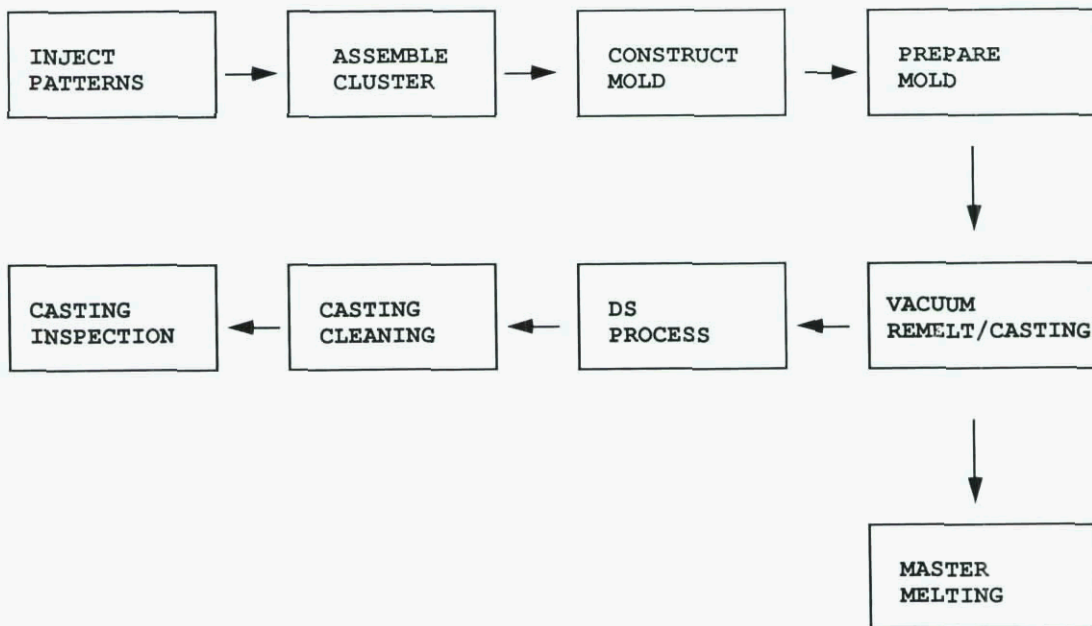 INJECT
PATTERNS
ASSEMBLE
CLUSTER
CONSTRUCT
MOLD
PREPARE
MOLD
CASTING
INSPECTION
CASTING
CLEANING
DS
PROCESS
VACUUM
REMELT/CASTING
MASTER
MELTING